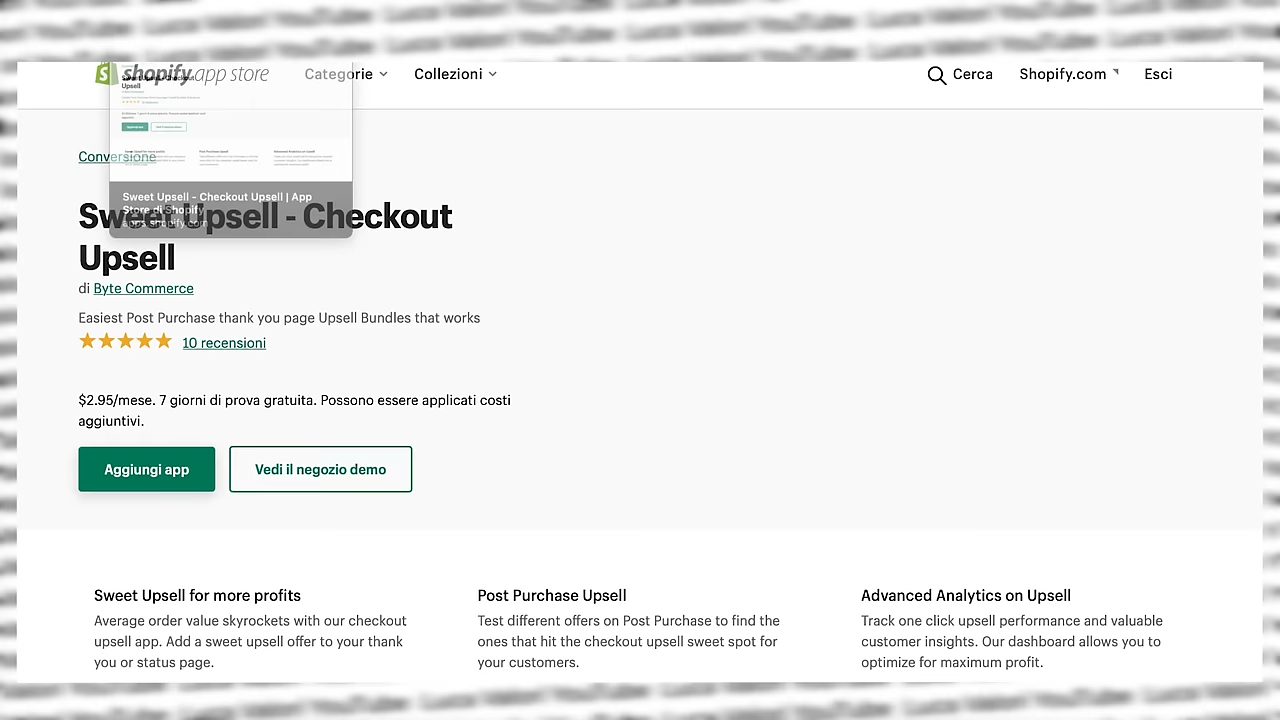 shopify app store
Categorie
Collezioni
Cerca
Shopify.com
Esci
Conversione
Sweet Upsell - Checkout Upsell | App
Store di Shopify
apps.shopify.com
Sweet Upsell - Checkout
Upsell
di Byte Commerce
Easiest Post Purchase thank you page Upsell Bundles that works
10 recensioni
$2.95/mese. 7 giorni di prova gratuita. Possono essere applicati costi
aggiuntivi.
Aggiungi app
Vedi il negozio demo
Sweet Upsell for more profits
Average order value skyrockets with our checkout
upsell app. Add a sweet upsell offer to your thank
you or status page.
Post Purchase Upsell
Test different offers on Post Purchase to find the
ones that hit the checkout upsell sweet spot for
your customers.
Advanced Analytics on Upsell
Track one click upsell performance and valuable
customer insights. Our dashboard allows you to
optimize for maximum profit.